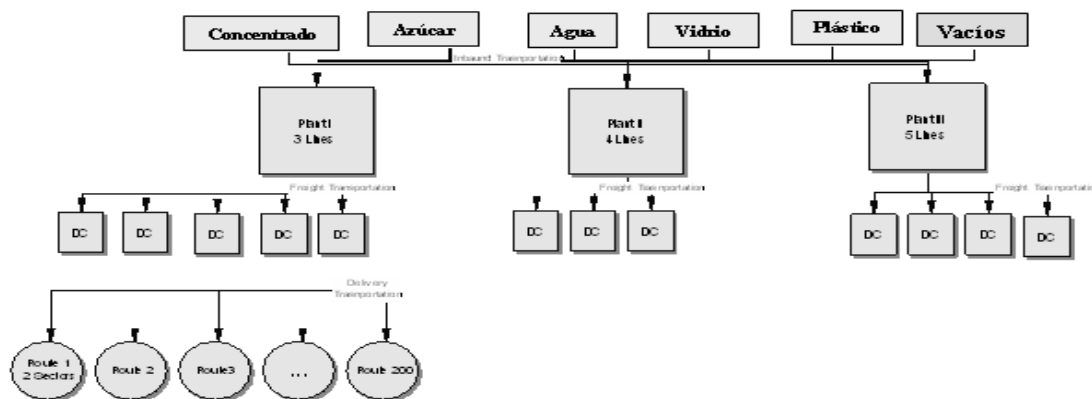 Concentrado
Azúcar
Agua
Vidrio
Plástico
Vacíos
Inbound Transportation
Plant I
3 Lines
Plant II
4 Lines
Plant III
5 Lines
Freight Transportation
Freight Transportation
Freight Transportat
DC
DC
DC
DC
DC
DC
DC
DC
DC
DC
DC
DC
Delivery
Transportation
Route 1
2 Sectors
Route 2
Route3
...
Route 200